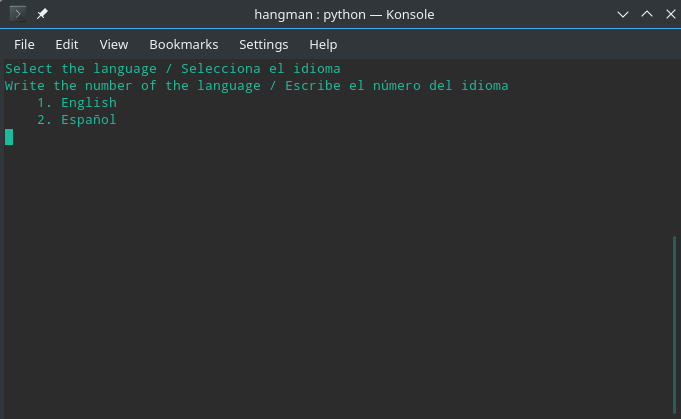 hangman : python — Konsole
File Edit View Bookmarks Settings Help
Select the language / Selecciona el idioma
Write the number of the language / Escribe el número del idioma
1. English
2. Español